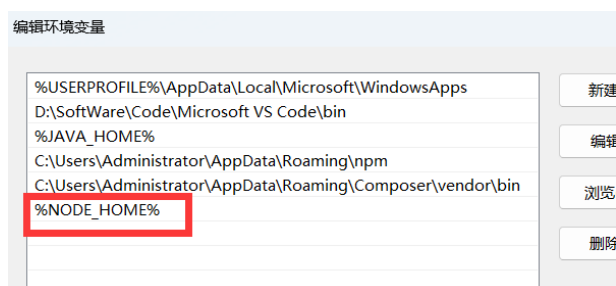 编辑环境变量
%USERPROFILE%\AppData\Local\Microsoft\WindowsApps
新建
D:\SoftWare\Code\Microsoft VS Code\bin
%JAVA_HOME%
编辑
C:\Users\Administrator\AppData\Roaming\npm
C:\Users\Administrator\AppData\Roaming\Composer\vendor\bin
浏览
%NODE_HOME%
删除